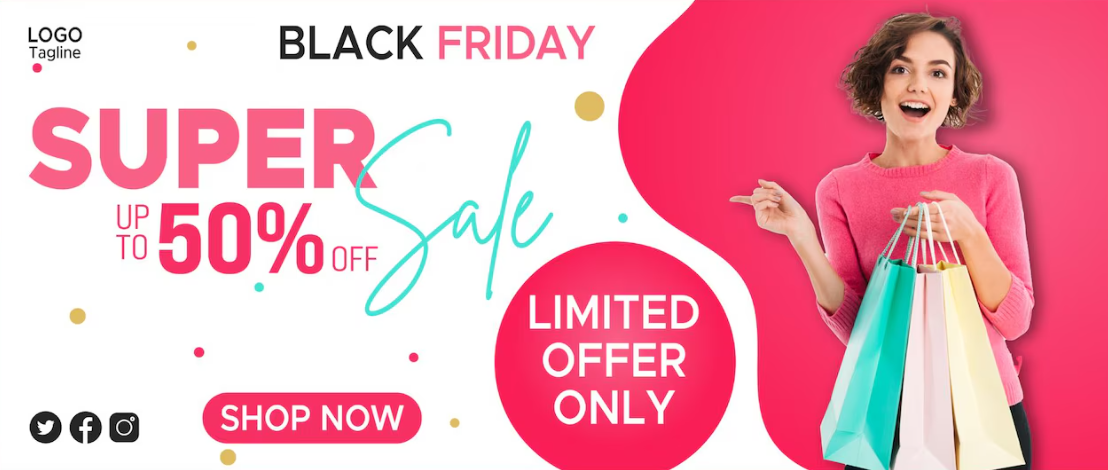 LOGO
Tagline
BLACK FRIDAY
SUPER
Sale
UP
TO
50%
OFF
LIMITED
OFFER
ONLY
SHOP NOW